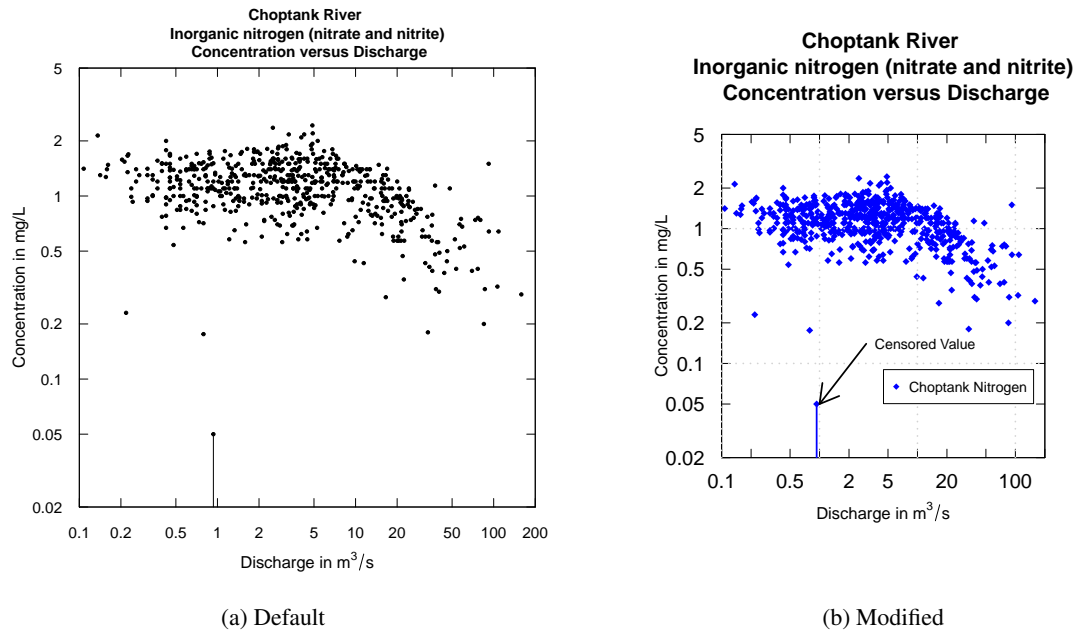 Choptank River
Inorganic nitrogen (nitrate and nitrite)
Concentration versus Discharge
5
2
1
0.5
0.2
0.1
0.05
0.02
Concentration in mg/L
0.1 0.2 0.5 1 2 5 10 20 50 100 200
Discharge in m³/s
(a) Default
Choptank River
Inorganic nitrogen (nitrate and nitrite)
Concentration versus Discharge
5
2
1
0.5
0.2
0.1
0.05
0.02
Concentration in mg/L
Censored Value
Choptank Nitrogen
0.1 0.5 2 5 20 100
Discharge in m³/s
(b) Modified